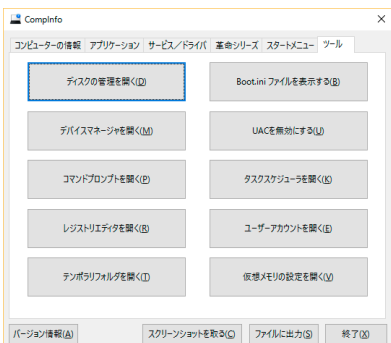 CompInfo
コンピューターの情報 アプリケーション サービス／ドライバ 革命シリーズ スタートメニュー ツール
ディスクの管理を開く(D) Boot.ini ファイルを表示する(B)
デバイスマネージャを開く(M) UACを無効にする(U)
コマンドプロンプトを開く(P) タスクスケジューラを開く(K)
レジストリエディタを開く(R) ユーザーアカウントを開く(E)
テンポラリフォルダを開く(T) 仮想メモリの設定を開く(V)
バージョン情報(A) スクリーンショットを取る(C) ファイルに出力(S) 終了(X)